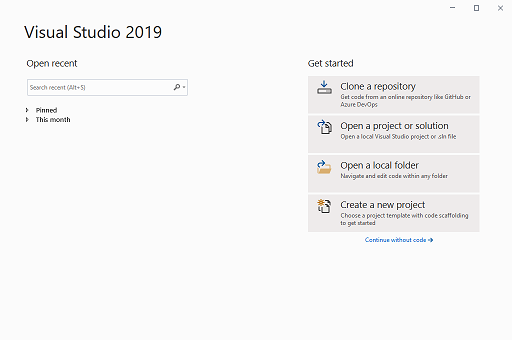 Visual Studio 2019
Open recent
Search recent (Alt+S)
Pinned
This month
Get started
Clone a repository
Get code from an online repository like GitHub or
Azure DevOps
Open a project or solution
Open a local Visual Studio project or .sln file
Open a local folder
Navigate and edit code within any folder
Create a new project
Choose a project template with code scaffolding
to get started
Continue without code →